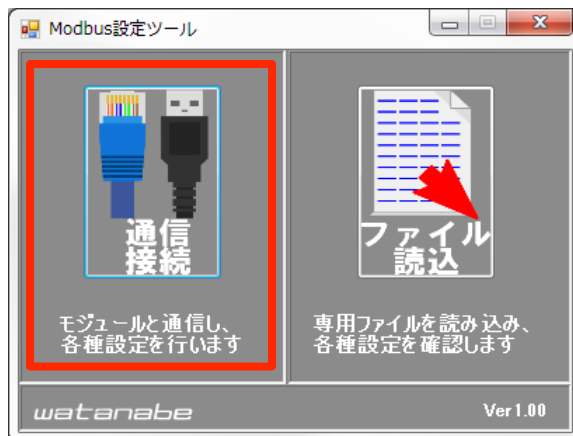 Modbus設定ツール
通信
接続
モジュールと通信し、
各種設定を行います
ファイル
読込
専用ファイルを読み込み、
各種設定を確認します
watanabe
Ver1.00